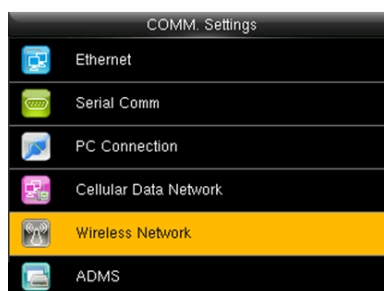 COMM. Settings
Ethernet
Serial Comm
PC Connection
Cellular Data Network
Wireless Network
ADMS